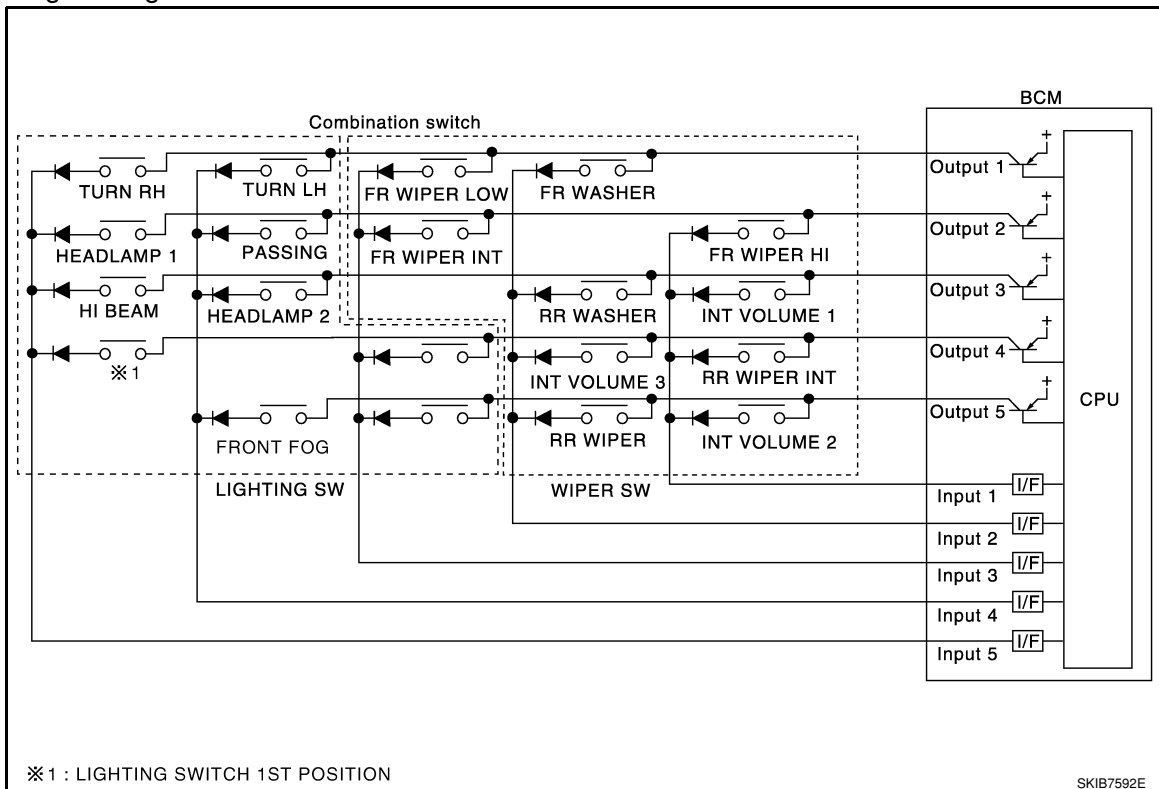 BCM
Combination switch
Output 1
TURN RH
TURN LH
FR WIPER LOW
FR WASHER
Output 2
HEADLAMP 1
PASSING
FR WIPER INT
FR WIPER HI
Output 3
HI BEAM
HEADLAMP 2
RR WASHER
INT VOLUME 1
Output 4
※1
INT VOLUME 3
RR WIPER INT
CPU
Output 5
FRONT FOG
RR WIPER
INT VOLUME 2
LIGHTING SW
WIPER SW
Input 1
I/F
Input 2
I/F
Input 3
I/F
Input 4
I/F
Input 5
I/F
※1 : LIGHTING SWITCH 1ST POSITION
SKIB7592E